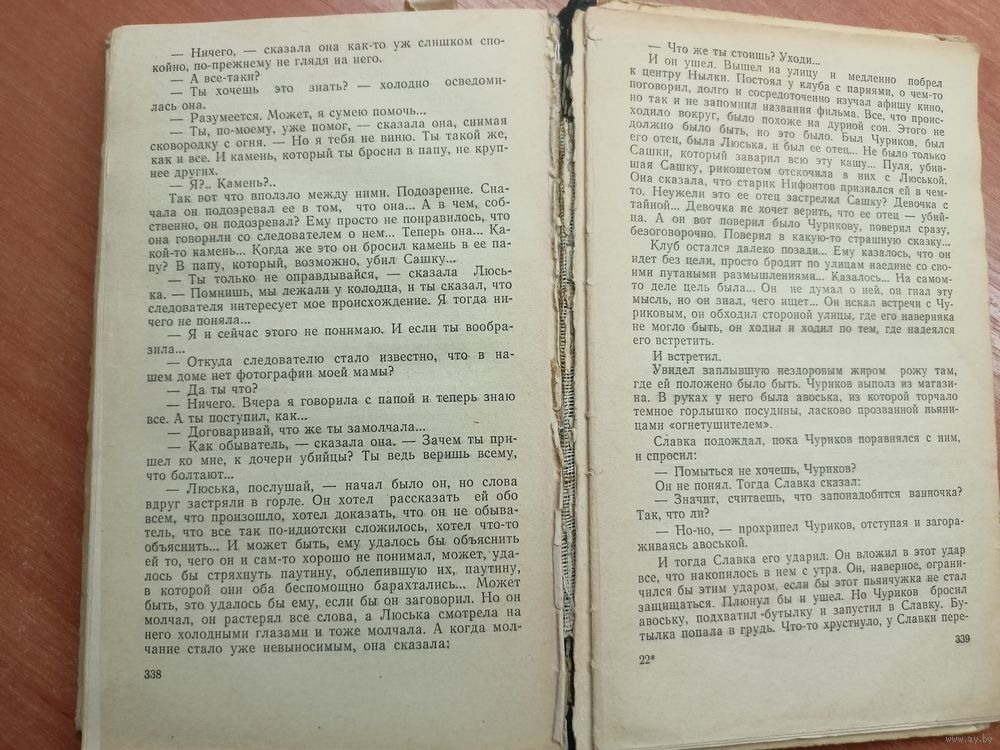 — Ничего, — сказала она как-то уж слишком спо-
койно, по-прежнему не глядя на него.
— А все-таки?
— Ты хочешь это знать? — холодно осведоми-
лась она.
— Разумеется. Может, я сумею помочь...
— Ты, по-моему, уже помог, — сказала она, снимая
сковородку с огня. — Но я тебя не виню. Ты такой же,
как и все. И камень, который ты бросил в папу, не круп-
нее других.
— Я?.. Камень?..
Так вот что вползло между ними. Подозрение. Сна-
чала он подозревал ее в том, что она... А в чем, соб-
ственно, он подозревал? Ему просто не понравилось, что
она говорили со следователем о нем... Теперь она... Ка-
кой-то камень... Когда же это он бросил камень в ее па-
пу? В папу, который, возможно, убил Сашку...
— Ты только не оправдывайся, — сказала Люсь-
ка. — Помнишь, мы лежали у колодца, и ты сказал, что
следователя интересует мое происхождение. Я тогда ни-
чего не поняла...
— Я и сейчас этого не понимаю. И если ты вообра-
зила...
— Откуда следователю стало известно, что в на-
шем доме нет фотографии моей мамы?
— Да ты что?
— Ничего. Вчера я говорила с папой и теперь знаю
все. А ты поступил, как...
— Договаривай, что же ты замолчала...
— Как обыватель, — сказала она. — Зачем ты при-
шел ко мне, к дочери убийцы? Ты ведь веришь всему,
что болтают...
— Люська, послушай, — начал было он, но слова
вдруг застряли в горле. Он хотел рассказать ей обо
всем, что произошло, хотел доказать, что он не обыва-
тель, что все так по-идиотски сложилось, хотел что-то
объяснить... И может быть, ему удалось бы объяснить
ей то, чего он и сам-то хорошо не понимал, может, уда-
лось бы стряхнуть паутину, облепившую их, паутину,
в которой они оба беспомощно барахтались... Может
быть, это удалось бы ему, если бы он заговорил. Но он
молчал, он растерял все слова, а Люська смотрела на
него холодными глазами и тоже молчала. А когда мол-
чание стало уже невыносимым, она сказала:
338
— Что же ты стоишь? Уходи...
И он ушел. Вышел на улицу и медленно побрел
к центру Нылки. Постоял у клуба с парнями, о чем-то
поговорил, долго и сосредоточенно изучал афишу кино,
но так и не запомнил названия фильма. Все, что проис-
ходило вокруг, было похоже на дурной сон. Этого не
должно было быть, но это было. Был Чуриков, был
его отец, была Люська, и был ее отец... Не было только
Сашки, который заварил всю эту кашу... Пуля, убив-
шая Сашку, рикошетом отскочила в них с Люськой.
Она сказала, что старик Нифонтов признался ей в чем-
то. Неужели это ее отец застрелил Сашку? Девочка с
тайной... Девочка не хочет верить, что ее отец — убий-
ца. А он вот поверил было Чурикову, поверил сразу,
безоговорочно. Поверил в какую-то страшную сказку...
Клуб остался далеко позади... Ему казалось, что он
идет без цели, просто бродит по улицам наедине со сво-
ими путаными размышлениями... Казалось... На самом-
то деле цель была... Он не думал о ней, он гнал эту
мысль, но он знал, чего ищет... Он искал встречи с Чу-
риковым, он обходил стороной улицы, где его наверняка
не могло быть, он ходил и ходил по тем, где надеялся
его встретить.
И встретил.
Увидел заплывшую нездоровым жиром рожу там,
где ей положено было быть. Чуриков выполз из магази-
на. В руках у него была авоська, из которой торчало
темное горлышко посудины, ласково прозванной пьяни-
цами «огнетушителем».
Славка подождал, пока Чуриков поравнялся с ним,
и спросил:
— Помыться не хочешь, Чуриков?
Он не понял. Тогда Славка сказал:
— Значит, считаешь, что запонадобится ванночка?
Так, что ли?
— Но-но, — прохрипел Чуриков, отступая и загора-
живаясь авоськой.
И тогда Славка его ударил. Он вложил в этот удар
все, что накопилось в нем с утра. Он, наверное, ограни-
чился бы этим ударом, если бы этот пьянчужка не стал
защищаться. Плюнул бы и ушел. Но Чуриков бросил
авоську, подхватил бутылку и запустил в Славку. Бу-
тылка попала в грудь. Что-то хрустнуло, у Славки пере-
339
22*
www.ay.by